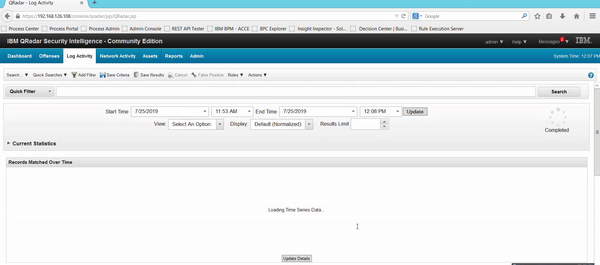 QRadar - Log Activity
https://192.168.126.108/console/qradar/jsp/QRadar.jsp
Google
Process Center Process Portal Process Admin Admin Console REST API Tester IBM BPM - ACCE BPC Explorer Insight Inspector - Sol... Decision Center | Busi... Rule Execution Server
IBM QRadar Security Intelligence - Community Edition
admin Help Messages IBM
Dashboard Offenses Log Activity Network Activity Assets Reports Admin System Time: 12:07 PM
Search... Quick Searches Add Filter Save Criteria Save Results Cancel False Positive Rules Actions
Quick Filter Search
Start Time 7/25/2019 11:53 AM End Time 7/25/2019 12:08 PM Update
View: Select An Option: Display: Default (Normalized) Results Limit
Completed
Current Statistics
Records Matched Over Time
Loading Time Series Data...
Update Details